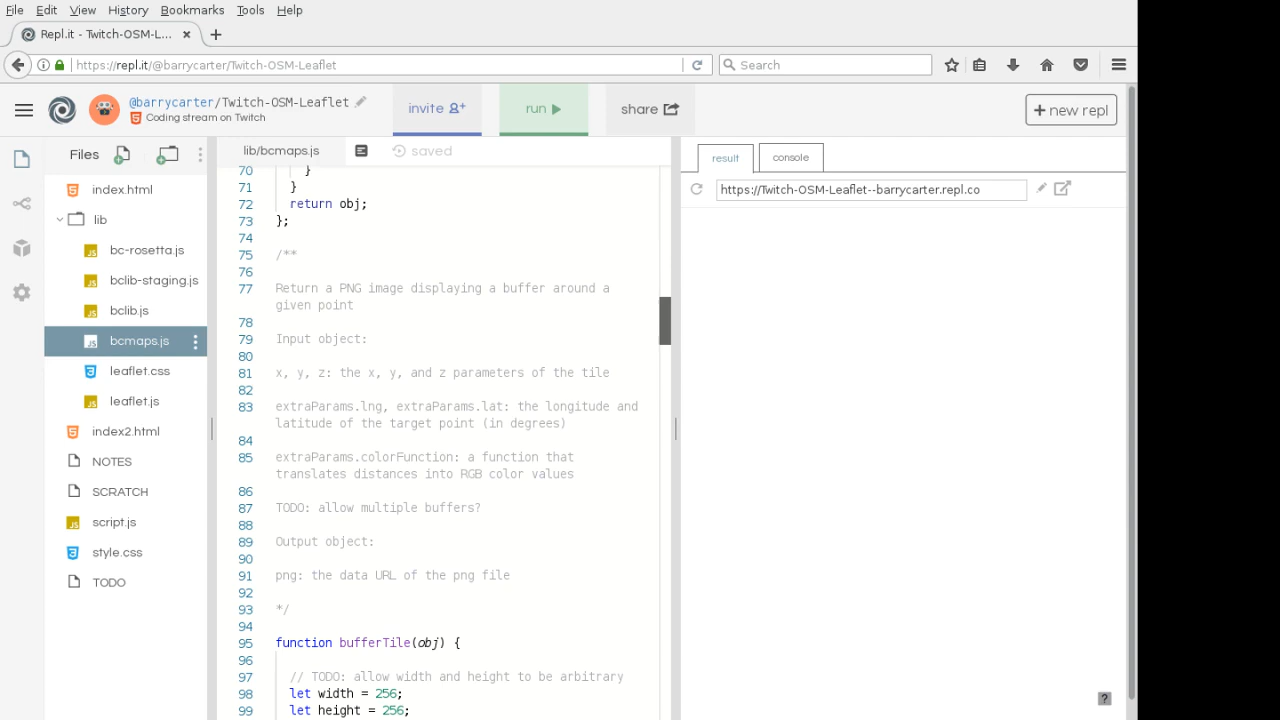 File Edit View History Bookmarks Tools Help
Repl.it - Twitch-OSM-L... × +
https://repl.it/@barrycarter/Twitch-OSM-Leaflet Search
@barrycarter/Twitch-OSM-Leaflet
Coding stream on Twitch
invite run share + new repl
Files lib/bcmaps.js saved
result console
https://Twitch-OSM-Leaflet--barrycarter.repl.co
index.html
lib
bc-rosetta.js
bclib-staging.js
bclib.js
bcmaps.js
leaflet.css
leaflet.js
index2.html
NOTES
SCRATCH
script.js
style.css
TODO
70 }
71 }
72 return obj;
73 };
74
75 /**
76
77 Return a PNG image displaying a buffer around a
given point
78
79 Input object:
80
81 x, y, z: the x, y, and z parameters of the tile
82
83 extraParams.lng, extraParams.lat: the longitude and
latitude of the target point (in degrees)
84
85 extraParams.colorFunction: a function that
translates distances into RGB color values
86
87 TODO: allow multiple buffers?
88
89 Output object:
90
91 png: the data URL of the png file
92
93 */
94
95 function bufferTile(obj) {
96
97 // TODO: allow width and height to be arbitrary
98 let width = 256;
99 let height = 256;
?